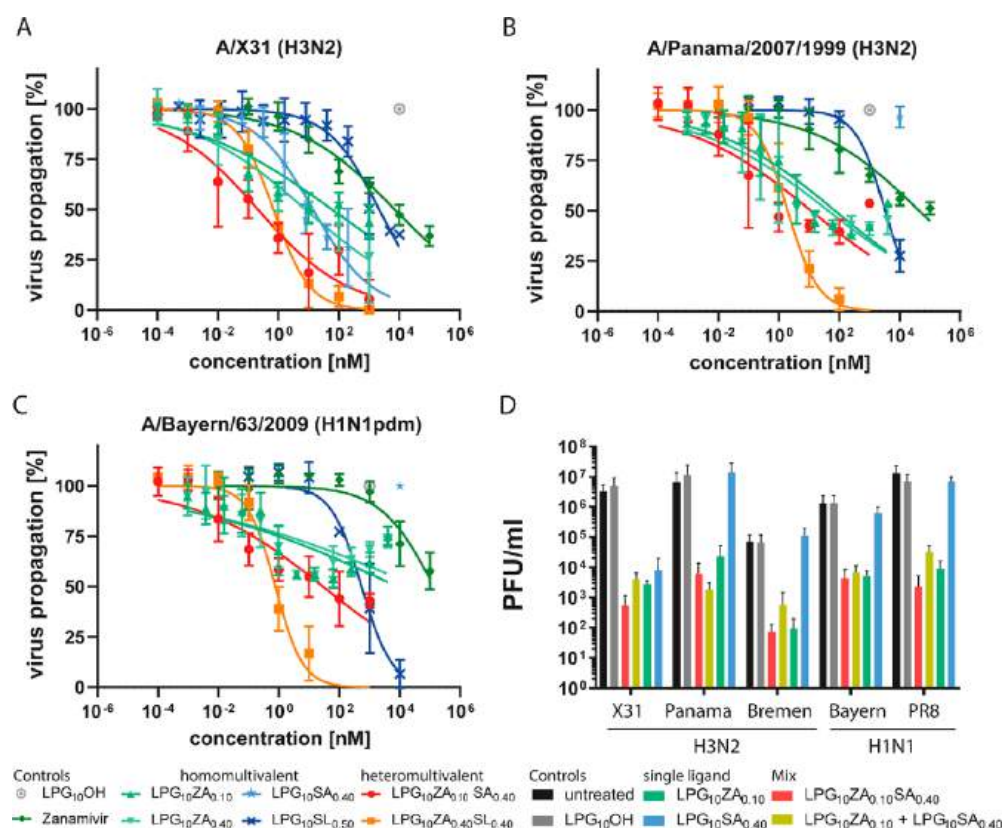 A
A/X31 (H3N2)
virus propagation [%]
100
75
50
25
0
10⁻⁶ 10⁻⁴ 10⁻² 10⁰ 10² 10⁴ 10⁶
concentration [nM]
B
A/Panama/2007/1999 (H3N2)
virus propagation [%]
100
75
50
25
0
10⁻⁶ 10⁻⁴ 10⁻² 10⁰ 10² 10⁴ 10⁶
concentration [nM]
C
A/Bayern/63/2009 (H1N1pdm)
virus propagation [%]
100
75
50
25
0
10⁻⁶ 10⁻⁴ 10⁻² 10⁰ 10² 10⁴ 10⁶
concentration [nM]
D
PFU/ml
10⁸
10⁷
10⁶
10⁵
10⁴
10³
10²
10¹
10⁰
X31 Panama Bremen Bayern PR8
H3N2 H1N1
Controls homomultivalent heteromultivalent
LPG₁₀OH LPG₁₀ZA₀.₁₀ LPG₁₀SA₀.₄₀ LPG₁₀ZA₀.₁₀ SA₀.₄₀
Zanamivir LPG₁₀ZA₀.₄₀ LPG₁₀SL₀.₅₀ LPG₁₀ZA₀.₄₀SL₀.₄₀
Controls single ligand Mix
untreated LPG₁₀ZA₀.₁₀ LPG₁₀ZA₀.₁₀SA₀.₄₀
LPG₁₀OH LPG₁₀SA₀.₄₀ LPG₁₀ZA₀.₁₀ + LPG₁₀SA₀.₄₀